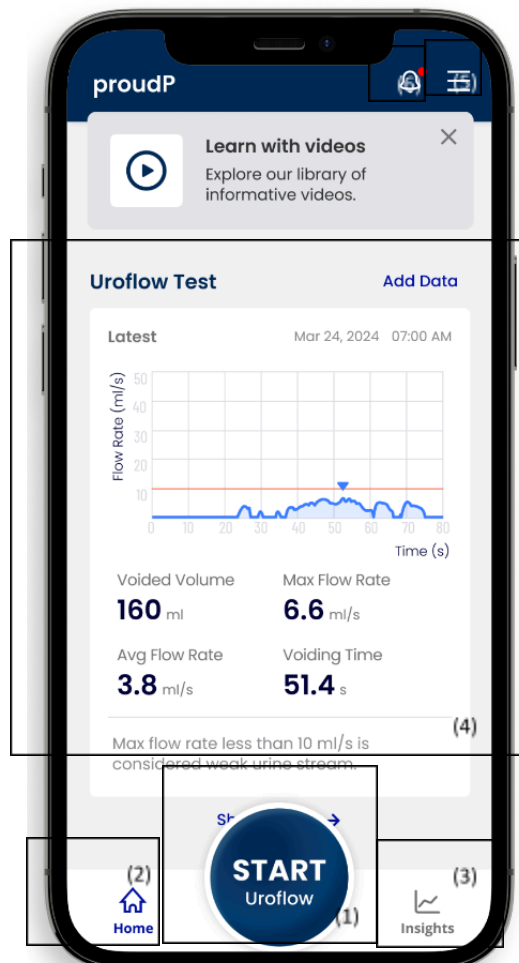 proudP (6) (5)
Learn with videos
Explore our library of
informative videos.
Uroflow Test Add Data
Latest Mar 24, 2024 07:00 AM
Flow Rate (ml/s)
50
40
30
20
10
0 10 20 30 40 50 60 70 80
Time (s)
Voided Volume Max Flow Rate
160 ml 6.6 ml/s
Avg Flow Rate Voiding Time
3.8 ml/s 51.4 s
(4)
Max flow rate less than 10 ml/s is
considered weak urine stream.
START
Uroflow
(1)
(2)
Home
(3)
Insights